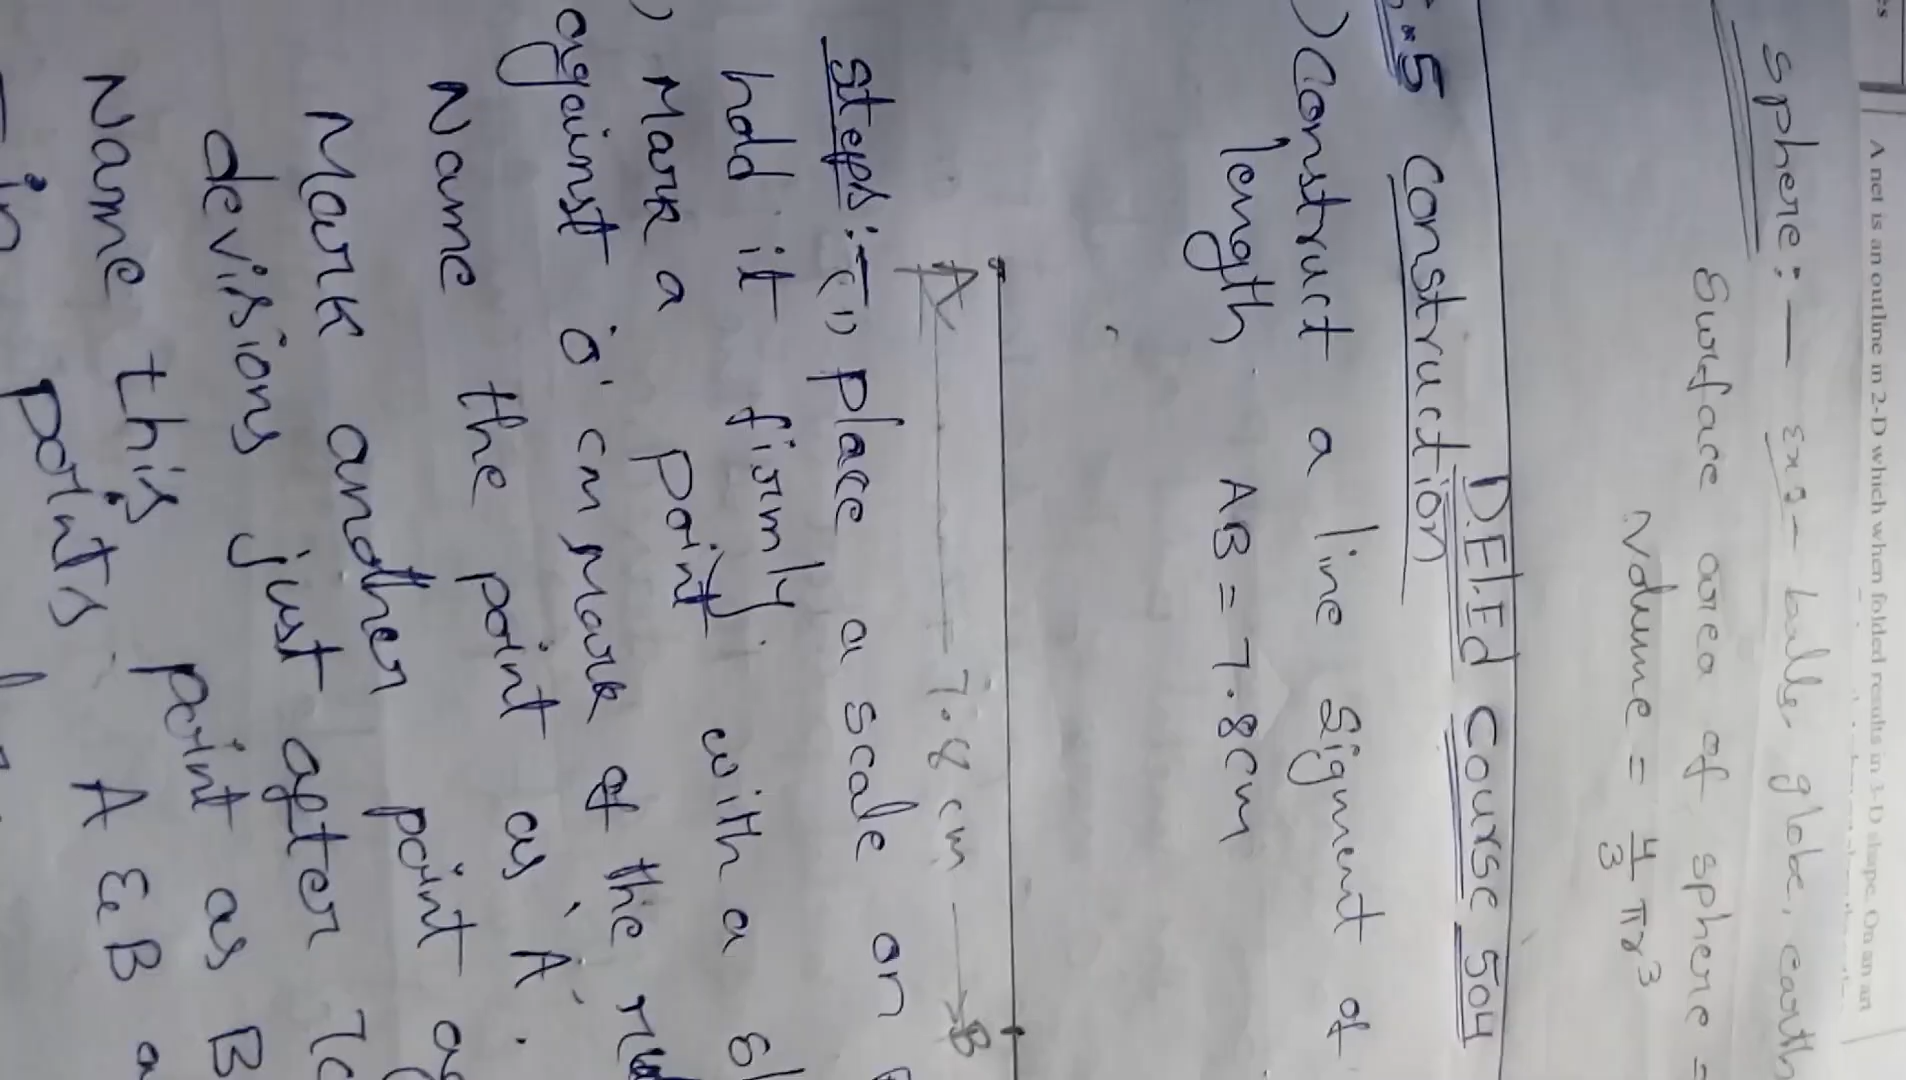 A net is an outline in 2-D which when folded results in 3-D shape. On an
Sphere:— Ex:- balls, globe, earth
Surface area of sphere =
Volume = 4/3 πr³
D.El.Ed Course 504
5 Construction
) Construct a line Sigment of
length AB = 7.8cm
A 7.8 cm B
Steps:- (i) place a scale on
hold it firmly with a
) Mark a point
against 'o' cm mark of the
Name the point as 'A'.
Mark another point
devisions just after
Name this point as B
points A & B